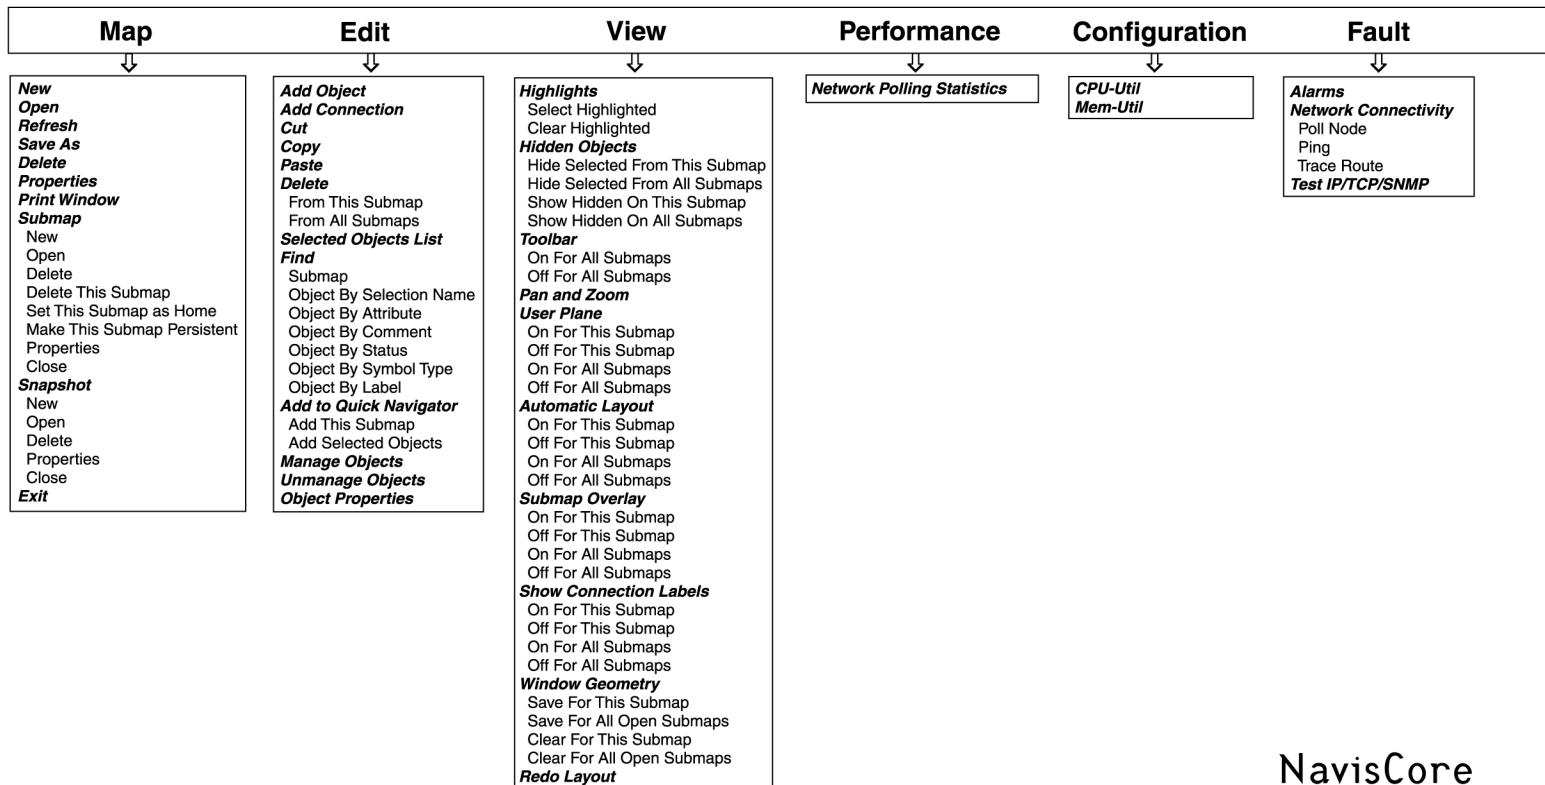 Map
Edit
View
Performance
Configuration
Fault
New
Open
Refresh
Save As
Delete
Properties
Print Window
Submap
New
Open
Delete
Delete This Submap
Set This Submap as Home
Make This Submap Persistent
Properties
Close
Snapshot
New
Open
Delete
Properties
Close
Exit
Add Object
Add Connection
Cut
Copy
Paste
Delete
From This Submap
From All Submaps
Selected Objects List
Find
Submap
Object By Selection Name
Object By Attribute
Object By Comment
Object By Status
Object By Symbol Type
Object By Label
Add to Quick Navigator
Add This Submap
Add Selected Objects
Manage Objects
Unmanage Objects
Object Properties
Highlights
Select Highlighted
Clear Highlighted
Hidden Objects
Hide Selected From This Submap
Hide Selected From All Submaps
Show Hidden On This Submap
Show Hidden On All Submaps
Toolbar
On For All Submaps
Off For All Submaps
Pan and Zoom
User Plane
On For This Submap
Off For This Submap
On For All Submaps
Off For All Submaps
Automatic Layout
On For This Submap
Off For This Submap
On For All Submaps
Off For All Submaps
Submap Overlay
On For This Submap
Off For This Submap
On For All Submaps
Off For All Submaps
Show Connection Labels
On For This Submap
Off For This Submap
On For All Submaps
Off For All Submaps
Window Geometry
Save For This Submap
Save For All Open Submaps
Clear For This Submap
Clear For All Open Submaps
Redo Layout
Network Polling Statistics
CPU-Util
Mem-Util
Alarms
Network Connectivity
Poll Node
Ping
Trace Route
Test IP/TCP/SNMP
NavisCore